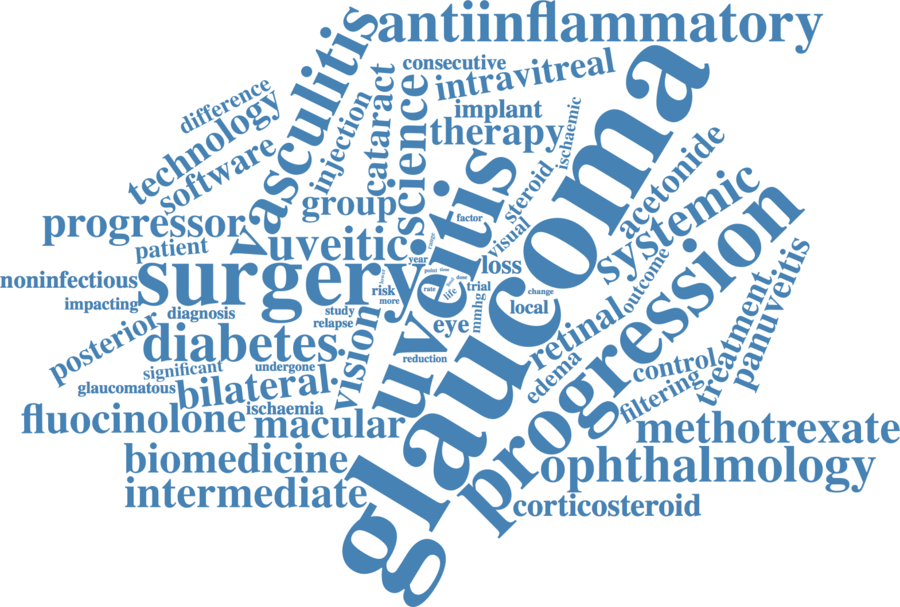 antiinflammatory
vasculitis
consecutive
intravitreal
difference
technology
software
injection
cataract
science
implant
therapy
ischaemic
glaucoma
uveitis
steroid
visual
acetonide
systemic
progressor
group
factor
patient
uveitic
noninfectious
surgery
year
loss
progression
outcome
impacting
risk
more
point
time
dose
rate
life
trial
mmhg
change
local
diagnosis
study
relapse
eye
vision
retinal
edema
posterior
diabetes
reduction
control
filtering
treatment
panuveitis
significant
undergone
glaucomatous
bilateral
fluocinolone
ischaemia
macular
methotrexate
biomedicine
ophthalmology
intermediate
corticosteroid